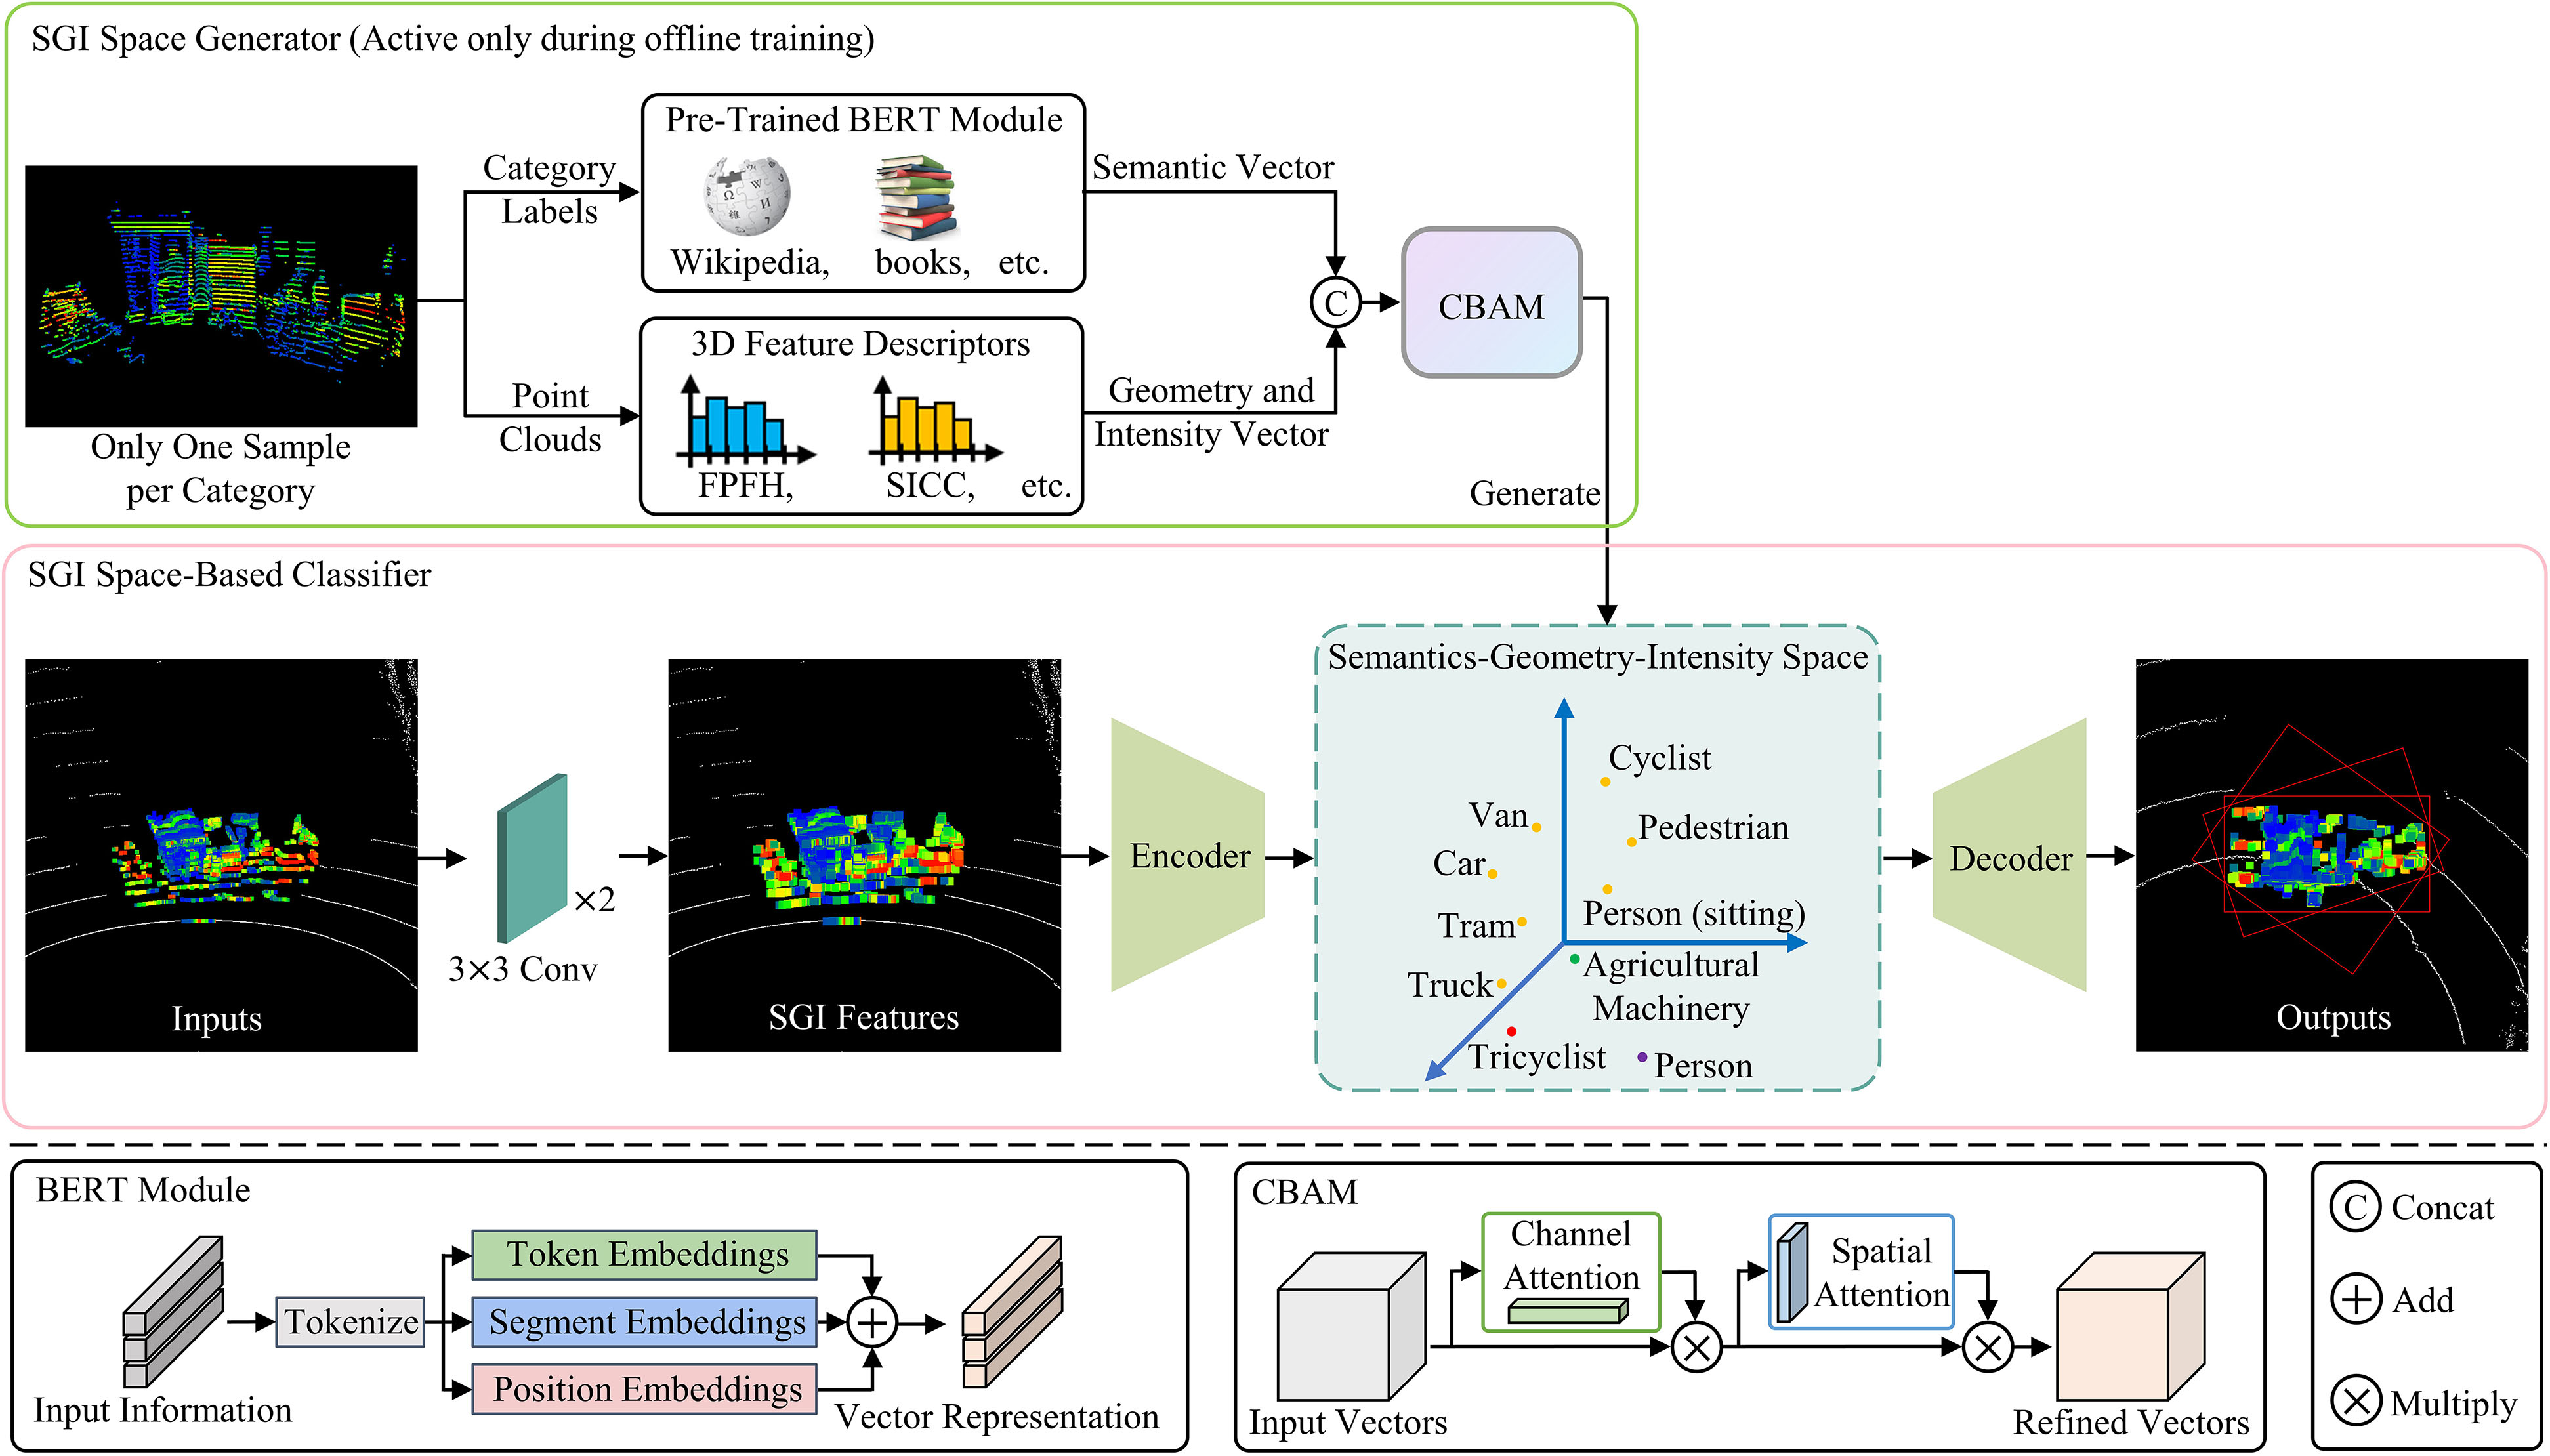 SGI Space Generator (Active only during offline training)
Category
Labels
Pre-Trained BERT Module
Wikipedia, books, etc.
Semantic Vector
Only One Sample
per Category
Point
Clouds
3D Feature Descriptors
FPFH, SICC, etc.
Geometry and
Intensity Vector
C
CBAM
Generate
SGI Space-Based Classifier
Inputs
3×3 Conv
×2
SGI Features
Encoder
Semantics-Geometry-Intensity Space
Cyclist
Van
Pedestrian
Car
Person (sitting)
Tram
Agricultural
Machinery
Truck
Tricyclist
Person
Decoder
Outputs
BERT Module
Input Information
Tokenize
Token Embeddings
Segment Embeddings
Position Embeddings
Vector Representation
CBAM
Input Vectors
Channel
Attention
Spatial
Attention
Refined Vectors
C Concat
Add
Multiply